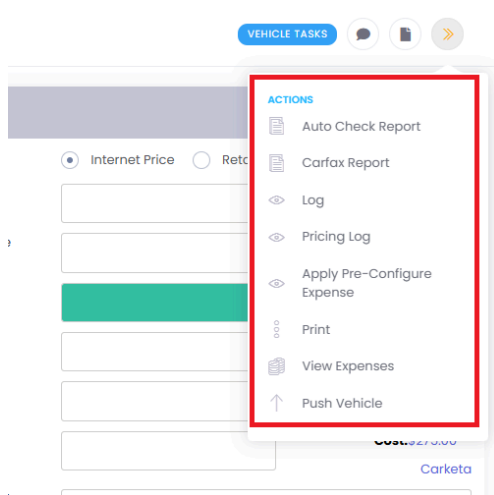 VEHICLE TASKS
ACTIONS
Auto Check Report
Internet Price
Carfax Report
Log
Pricing Log
Apply Pre-Configure
Expense
Print
View Expenses
Push Vehicle
Carketa